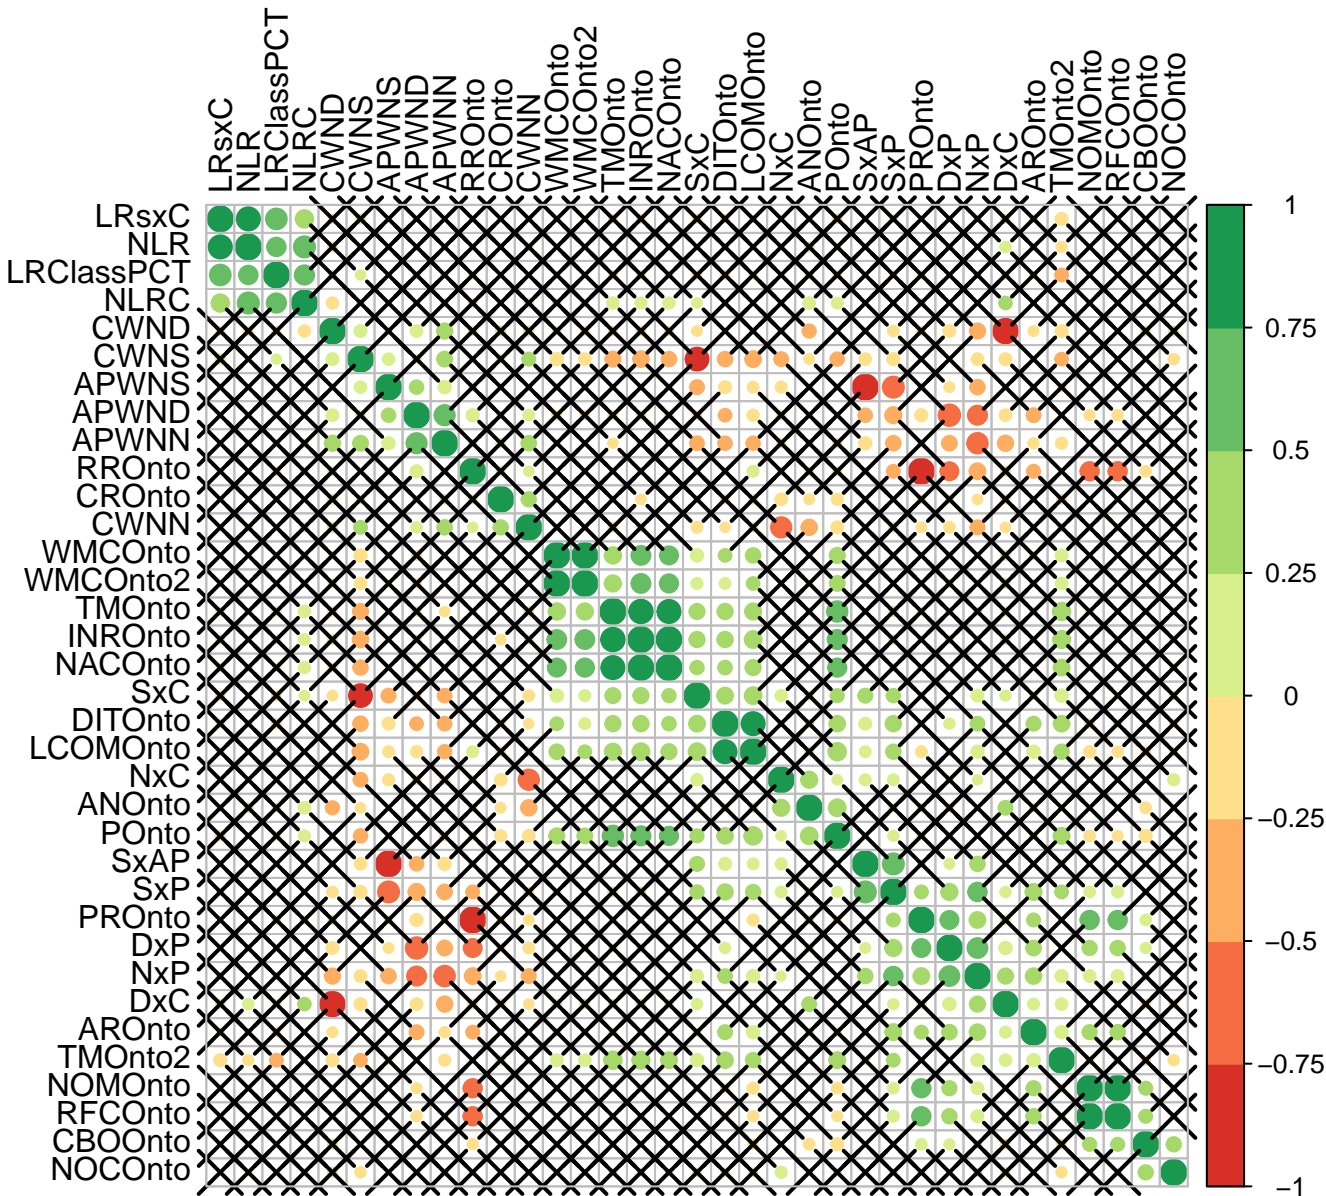 LRsxC
NLR
LRClassPCT
NLRC
CWND
CWNS
APWNS
APWND
APWNN
RROnto
CROnto
CWNN
WMCOnto
WMCOnto2
TMOnto
INROnto
NACOnto
SxC
DITOnto
LCOMOnto
NxC
ANOnto
POnto
SxAP
SxP
PROnto
DxP
NxP
DxC
AROnto
TMOnto2
NOMOnto
RFCOnto
CBOOnto
NOCOnto
LRsxC
NLR
LRClassPCT
NLRC
CWND
CWNS
APWNS
APWND
APWNN
RROnto
CROnto
CWNN
WMCOnto
WMCOnto2
TMOnto
INROnto
NACOnto
SxC
DITOnto
LCOMOnto
NxC
ANOnto
POnto
SxAP
SxP
PROnto
DxP
NxP
DxC
AROnto
TMOnto2
NOMOnto
RFCOnto
CBOOnto
NOCOnto
1
0.75
0.5
0.25
0
−0.25
−0.5
−0.75
−1